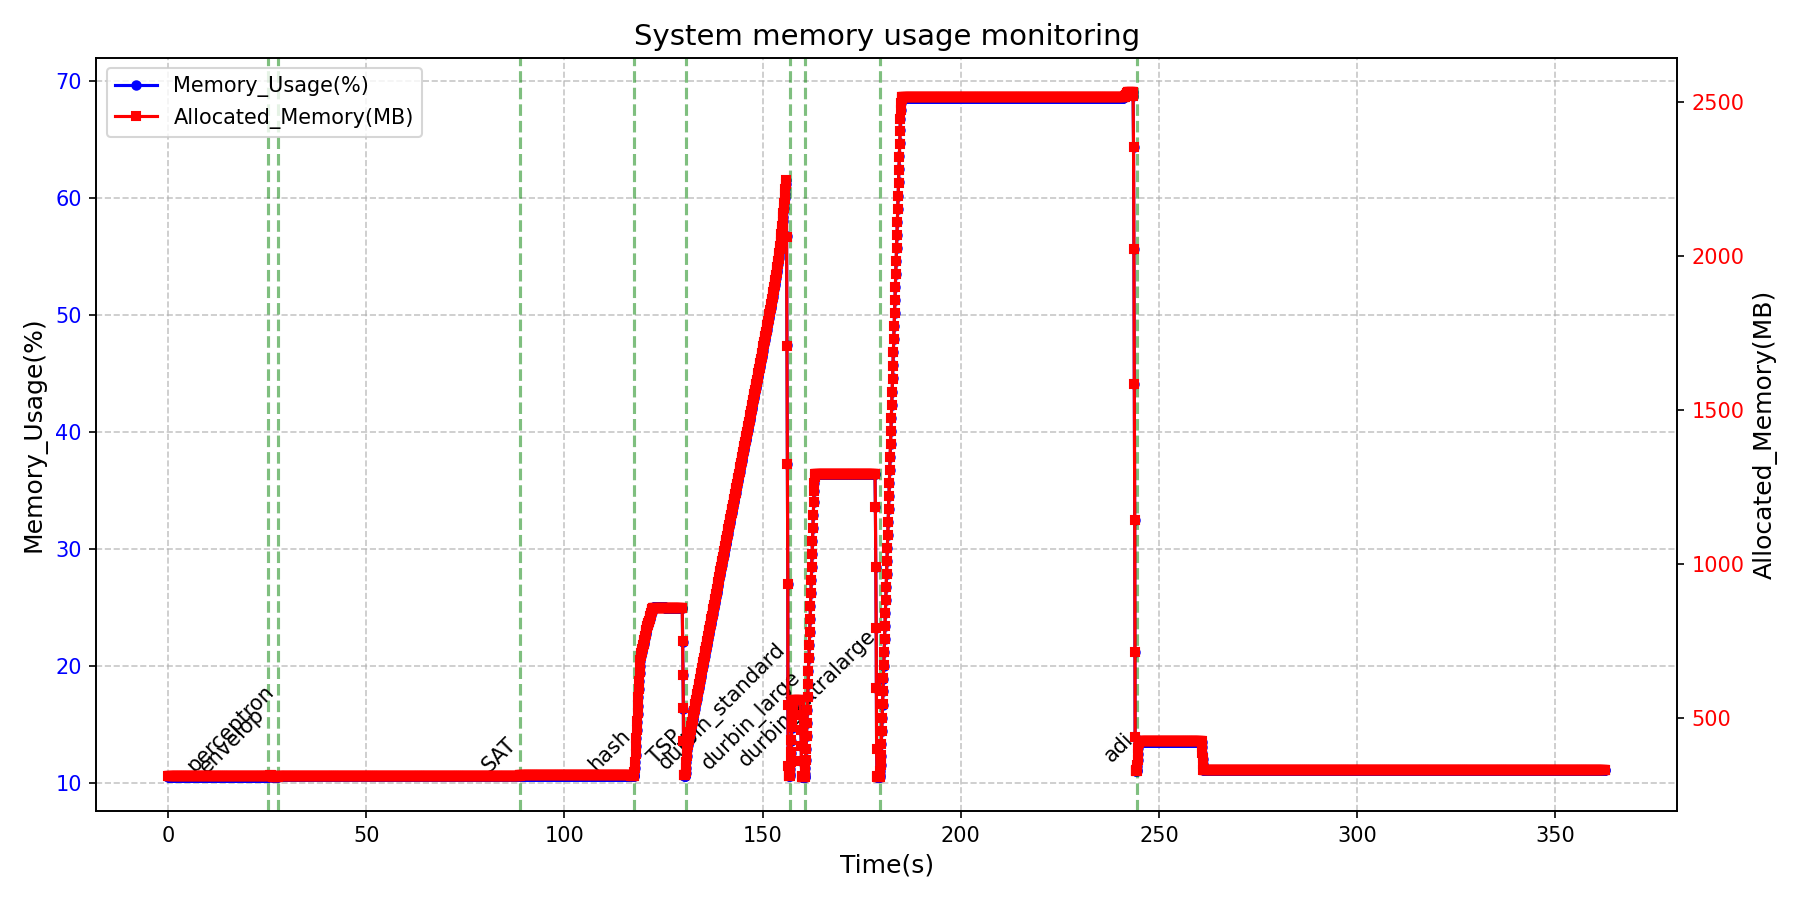 System memory usage monitoring
Memory_Usage(%)
Allocated_Memory(MB)
70
60
50
40
30
20
10
Memory_Usage(%)
2500
2000
1500
1000
500
Allocated_Memory(MB)
perceptron
envelop
SAT
hash
TSP
durbin_standard
durbin_large
adi
0
50
100
150
200
250
300
350
Time(s)